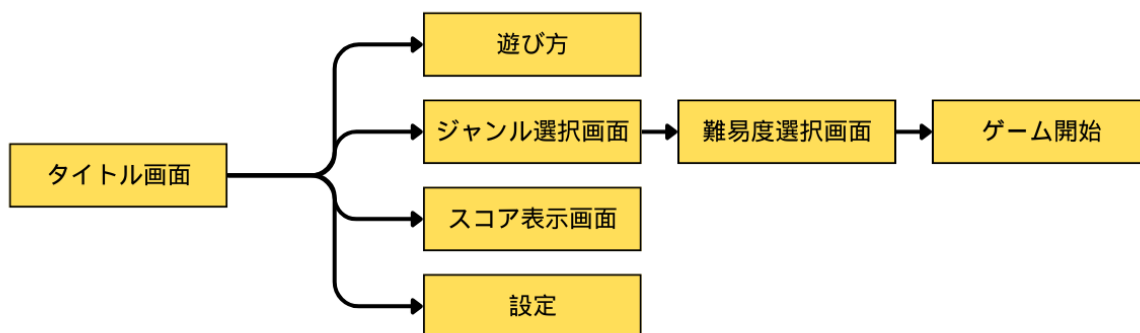 遊び方
ジャンル選択画面
難易度選択画面
ゲーム開始
タイトル画面
スコア表示画面
設定